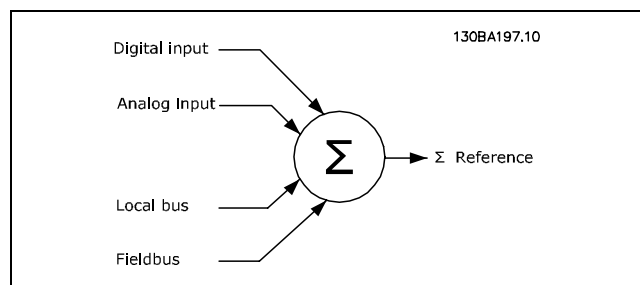 130BA197.10
Digital input
Analog Input
Σ
Σ Reference
Local bus
Fieldbus